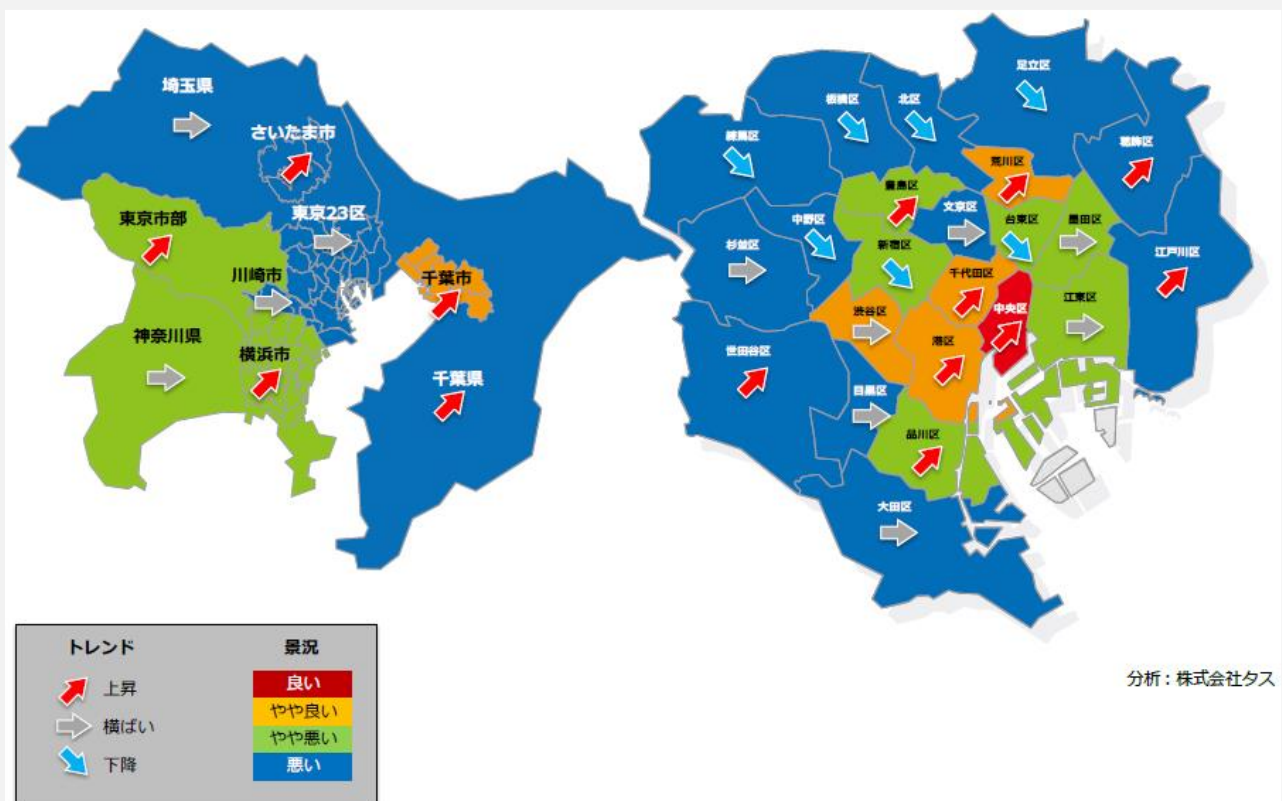 埼玉県
さいたま市
東京市部
東京23区
川崎市
千葉市
神奈川県
横浜市
千葉県
足立区
板橋区
北区
練馬区
葛飾区
荒川区
豊島区
文京区
台東区
墨田区
中野区
杉並区
新宿区
江戸川区
千代田区
渋谷区
中央区
江東区
世田谷区
港区
目黒区
品川区
大田区
トレンド
景況
上昇
良い
横ばい
やや良い
やや悪い
下降
悪い
分析：株式会社タス